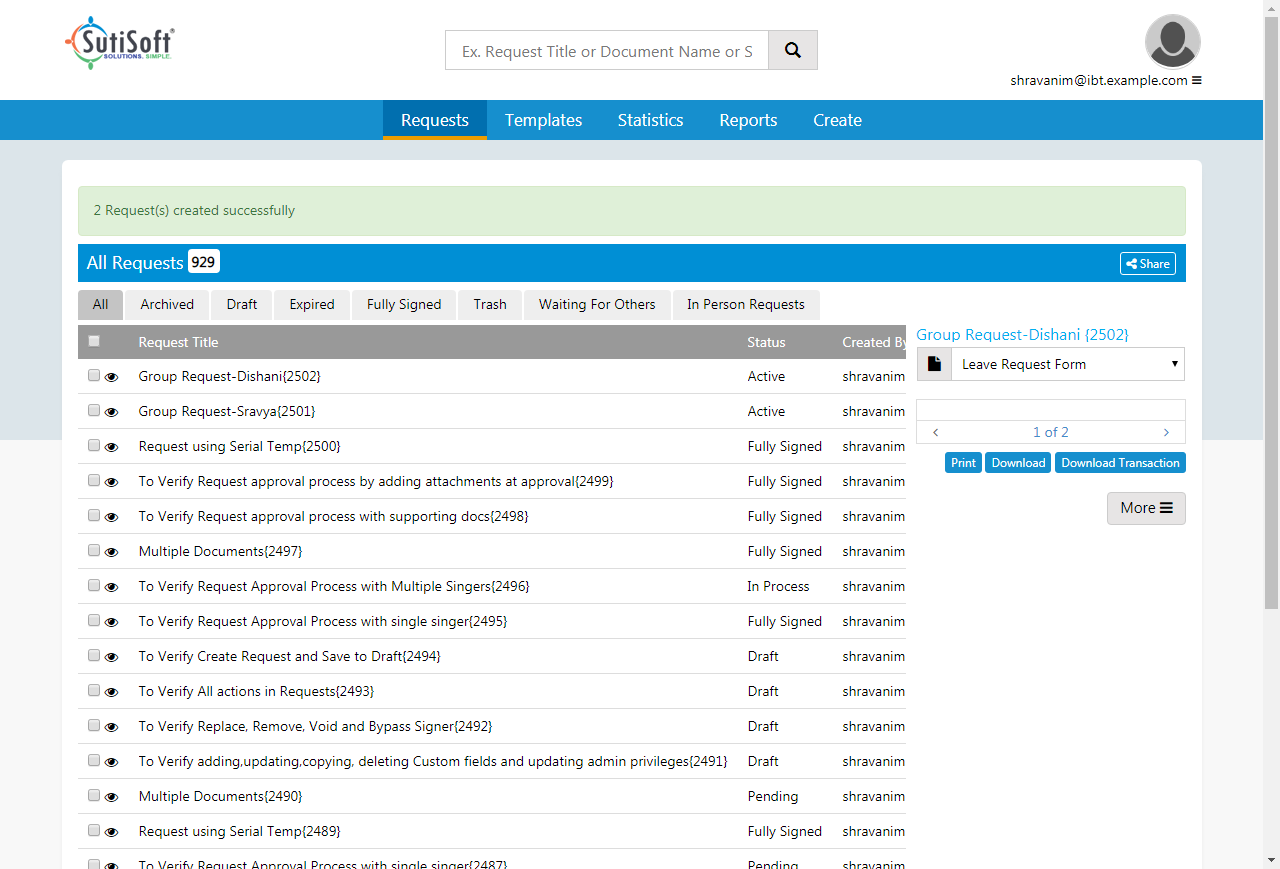 SutiSoft®
SOLUTIONS. SIMPLE.
Ex. Request Title or Document Name or S
shravanim@ibt.example.com
Requests Templates Statistics Reports Create
2 Request(s) created successfully
All Requests 929 Share
All Archived Draft Expired Fully Signed Trash Waiting For Others In Person Requests
Request Title Status Created By
Group Request-Dishani{2502} Active shravanim
Group Request-Sravya{2501} Active shravanim
Request using Serial Temp{2500} Fully Signed shravanim
To Verify Request approval process by adding attachments at approval{2499} Fully Signed shravanim
To Verify Request approval process with supporting docs{2498} Fully Signed shravanim
Multiple Documents{2497} Fully Signed shravanim
To Verify Request Approval Process with Multiple Singers{2496} In Process shravanim
To Verify Request Approval Process with single singer{2495} Fully Signed shravanim
To Verify Create Request and Save to Draft{2494} Draft shravanim
To Verify All actions in Requests{2493} Draft shravanim
To Verify Replace, Remove, Void and Bypass Signer{2492} Draft shravanim
To Verify adding,updating,copying, deleting Custom fields and updating admin privileges{2491} Draft shravanim
Multiple Documents{2490} Pending shravanim
Request using Serial Temp{2489} Fully Signed shravanim
To Verify Request Approval Process with single singer{2487} Pending shravanim
Group Request-Dishani {2502}
Leave Request Form
< 1 of 2 >
Print Download Download Transaction
More